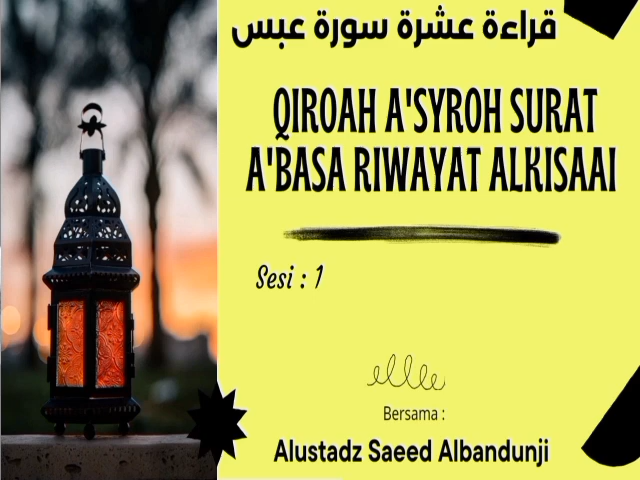 قراءة عشرة سورة عبس
QIROAH A'SYROH SURAT
A'BASA RIWAYAT ALKISAAI
Sesi : 1
Bersama :
Alustadz Saeed Albandunji